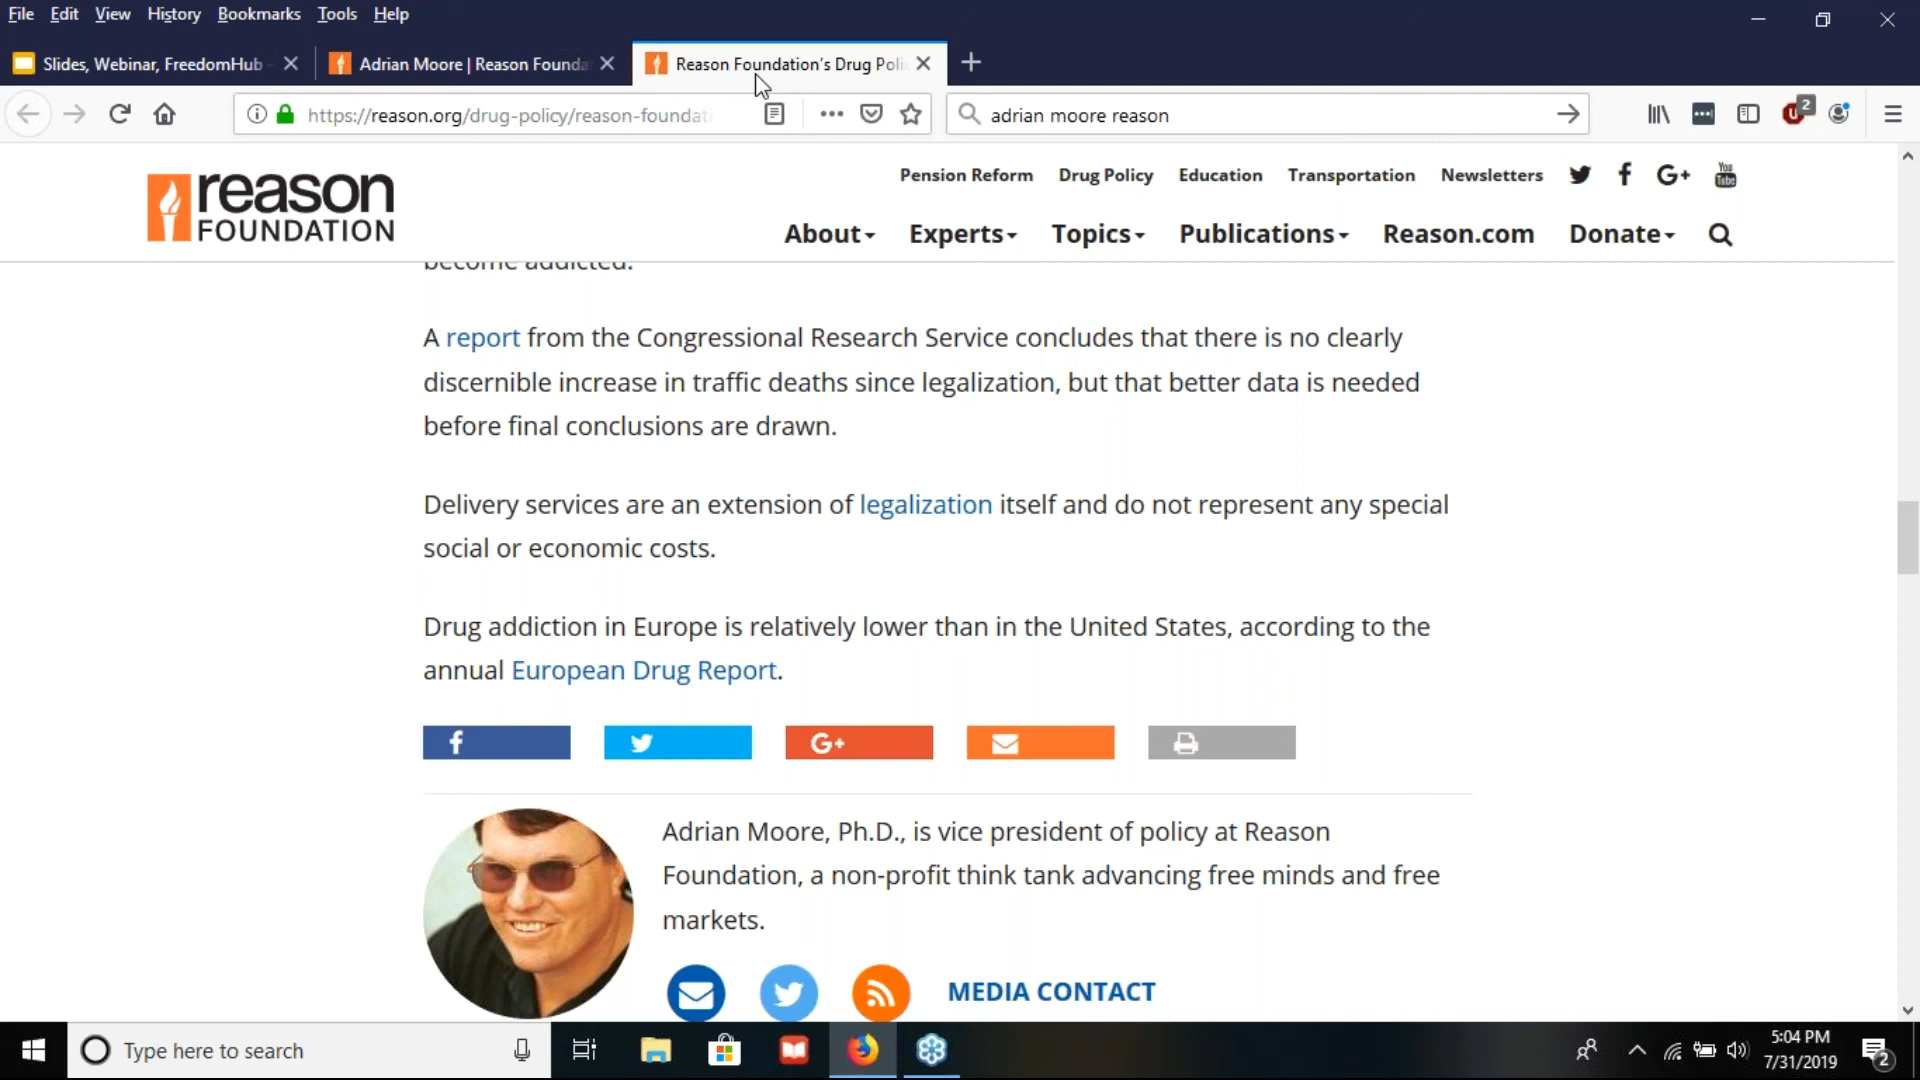 File Edit View History Bookmarks Tools Help
Slides, Webinar, FreedomHub - Adrian Moore | Reason Founda Reason Foundation's Drug Poli
https://reason.org/drug-policy/reason-foundati adrian moore reason 2
Pension Reform Drug Policy Education Transportation Newsletters G+ You Tube
reason
FOUNDATION
About Experts Topics Publications Reason.com Donate
become addicted.
A report from the Congressional Research Service concludes that there is no clearly
discernible increase in traffic deaths since legalization, but that better data is needed
before final conclusions are drawn.
Delivery services are an extension of legalization itself and do not represent any special
social or economic costs.
Drug addiction in Europe is relatively lower than in the United States, according to the
annual European Drug Report.
f G+
Adrian Moore, Ph.D., is vice president of policy at Reason
Foundation, a non-profit think tank advancing free minds and free
markets.
MEDIA CONTACT
Type here to search
5:04 PM
7/31/2019
2